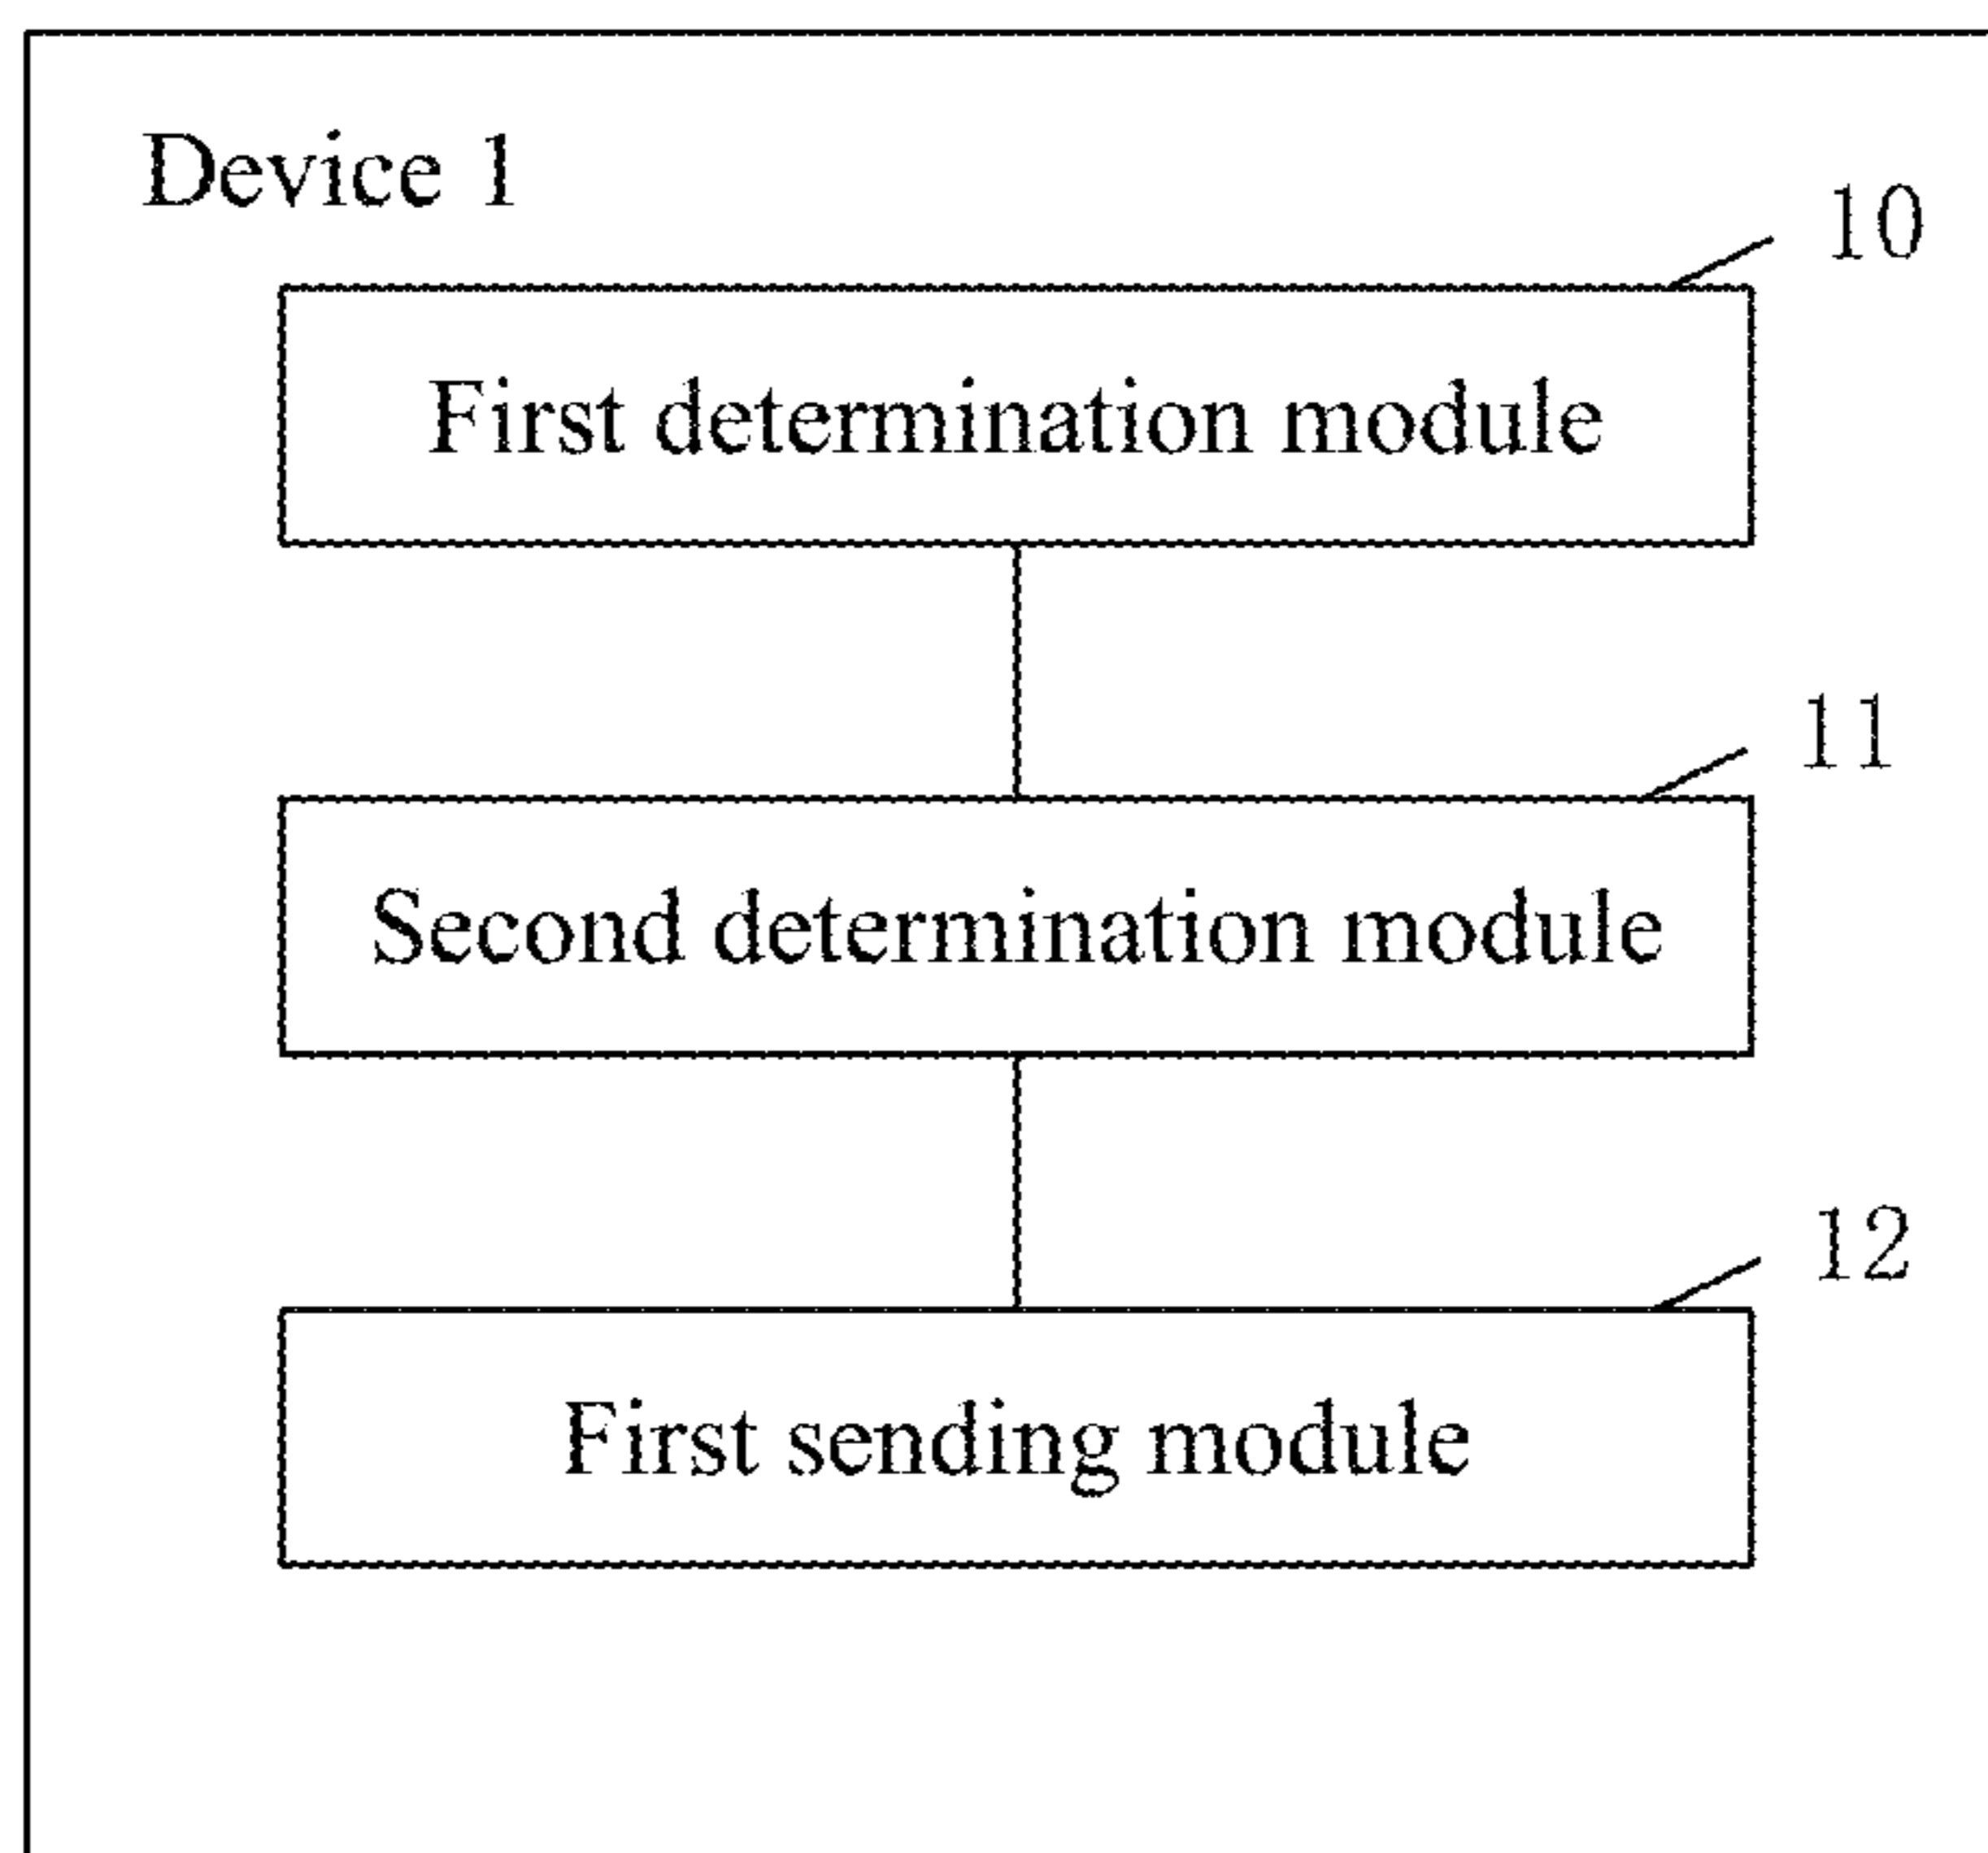 Device 1
10
First determination module
11
Second determination module
12
First sending module